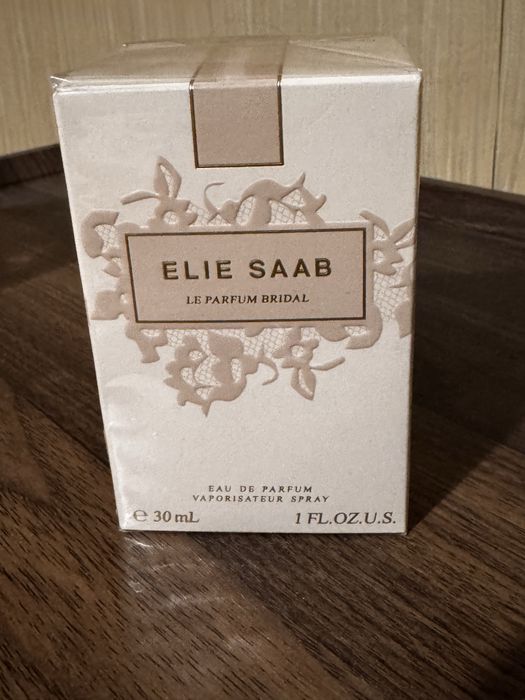 ELIE SAAB
LE PARFUM BRIDAL
EAU DE PARFUM
VAPORISATEUR SPRAY
℮ 30 mL 1 FL.OZ.U.S.